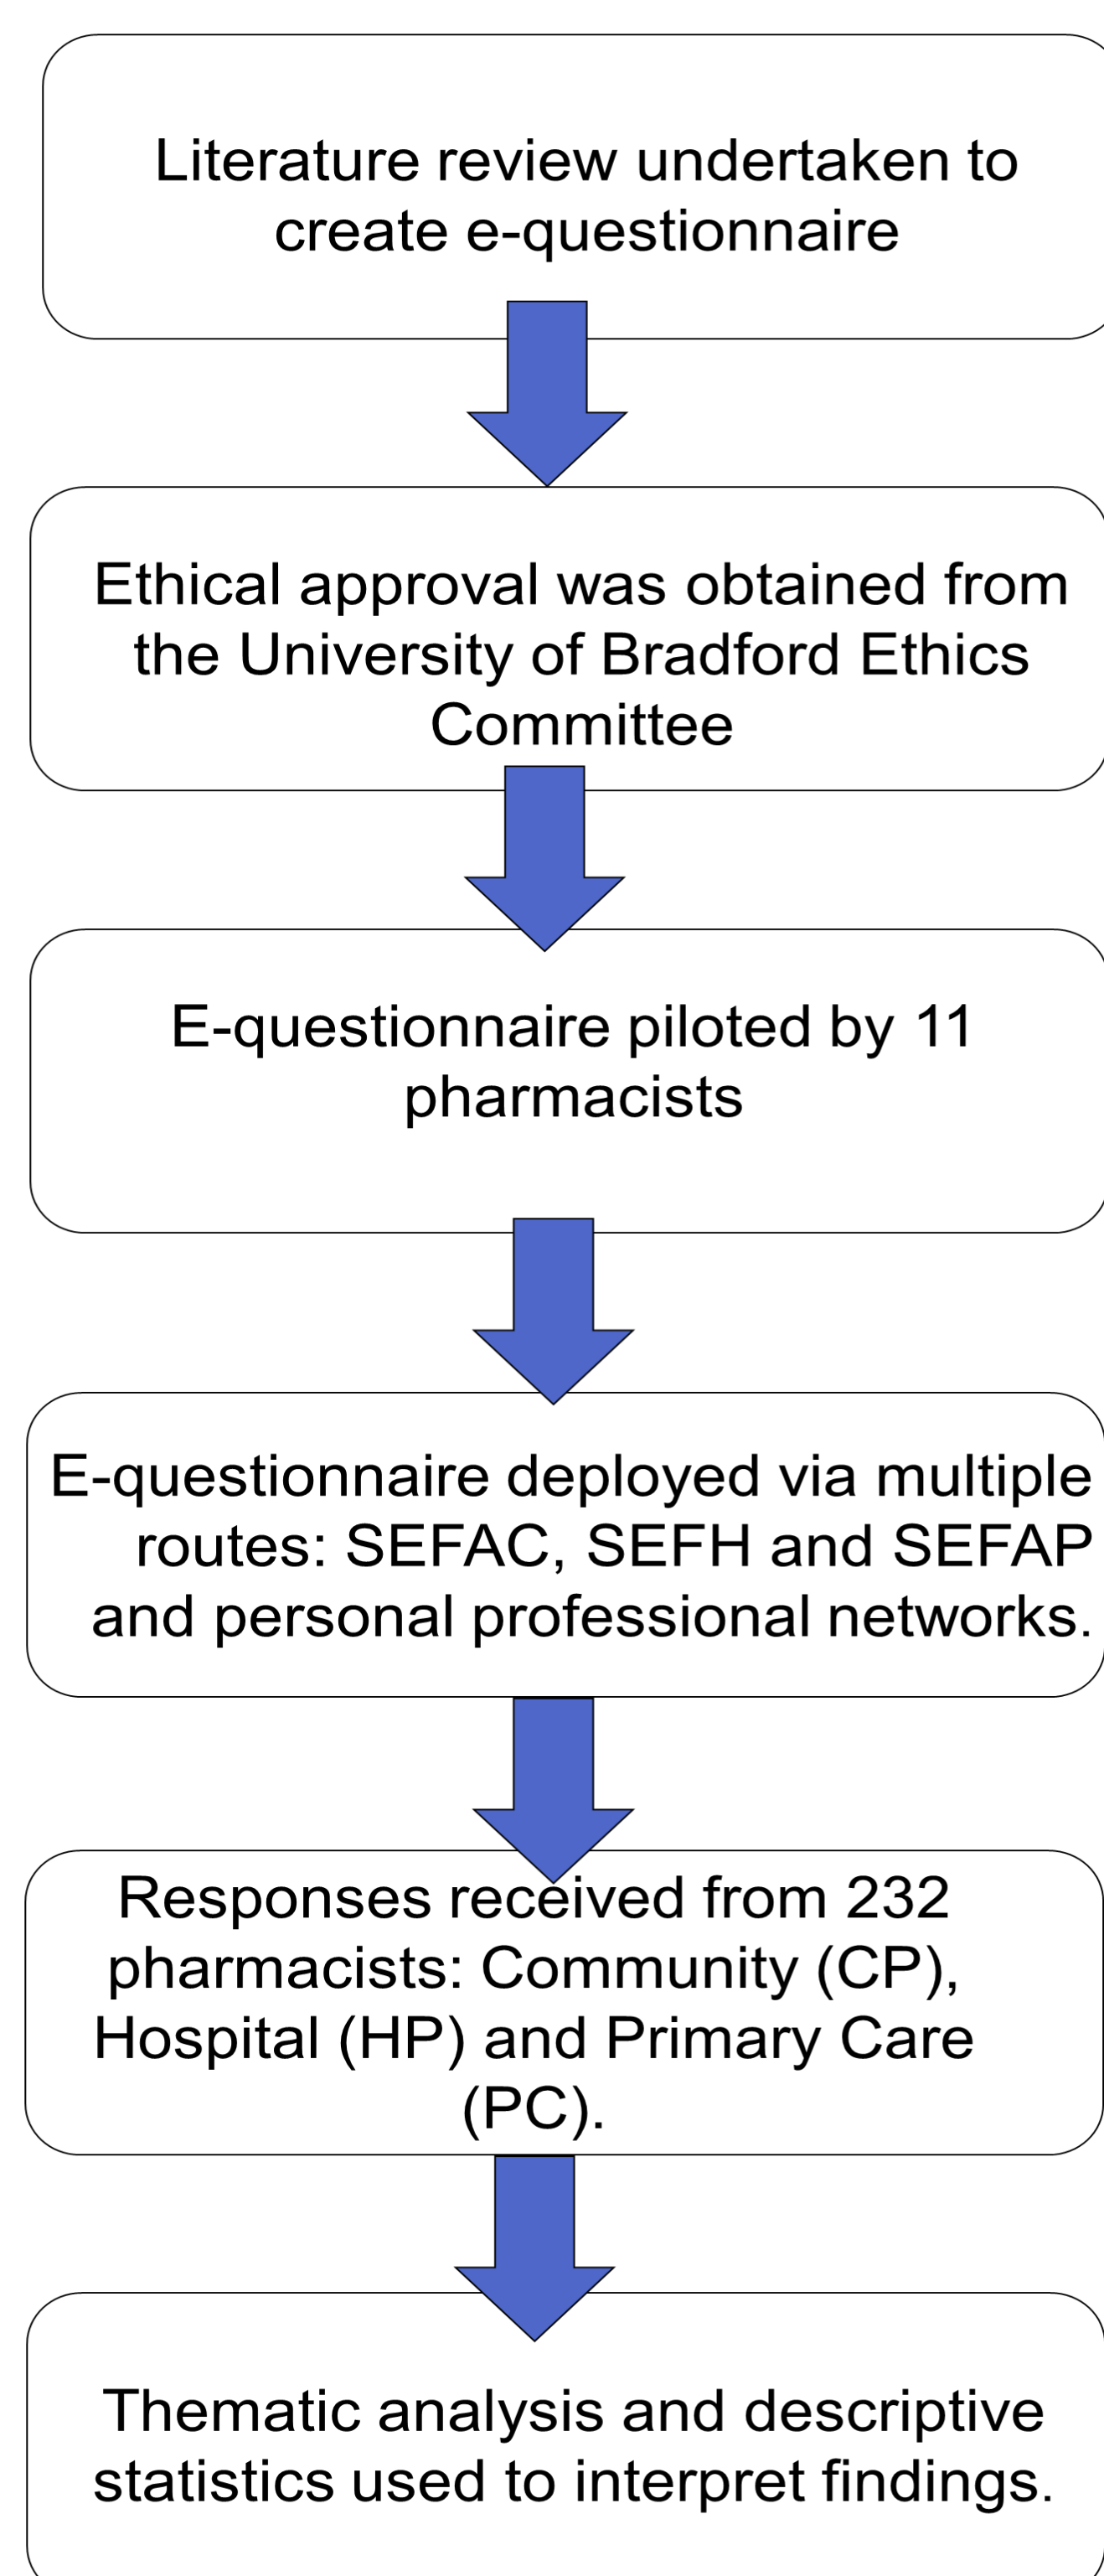 Literature review undertaken to
create e-questionnaire
Ethical approval was obtained from
the University of Bradford Ethics
Committee
E-questionnaire piloted by 11
pharmacists
E-questionnaire deployed via multiple
routes: SEFAC, SEFH and SEFAP
and personal professional networks.
Responses received from 232
pharmacists: Community (CP),
Hospital (HP) and Primary Care
(PC).
Thematic analysis and descriptive
statistics used to interpret findings.